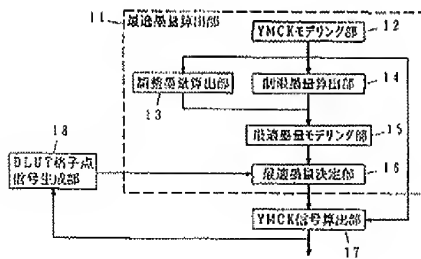 11
最適墨量算出部
YMCKモデリング部
12
調整墨量算出部
13
制限墨量算出部
14
最適墨量モデリング部
15
18
DLUT格子点
信号生成部
最適墨量決定部
16
YMCK信号算出部
17